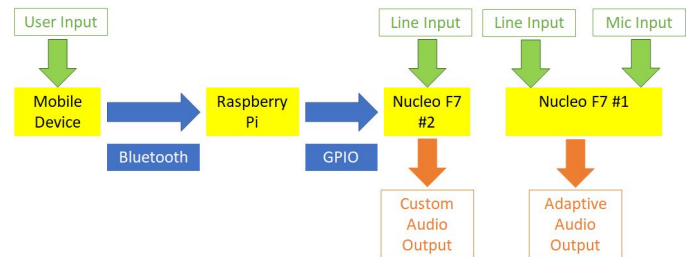 User Input
Line Input
Line Input
Mic Input
Mobile
Device
Raspberry
Pi
Nucleo F7
#2
Nucleo F7 #1
Bluetooth
GPIO
Custom
Audio
Output
Adaptive
Audio
Output